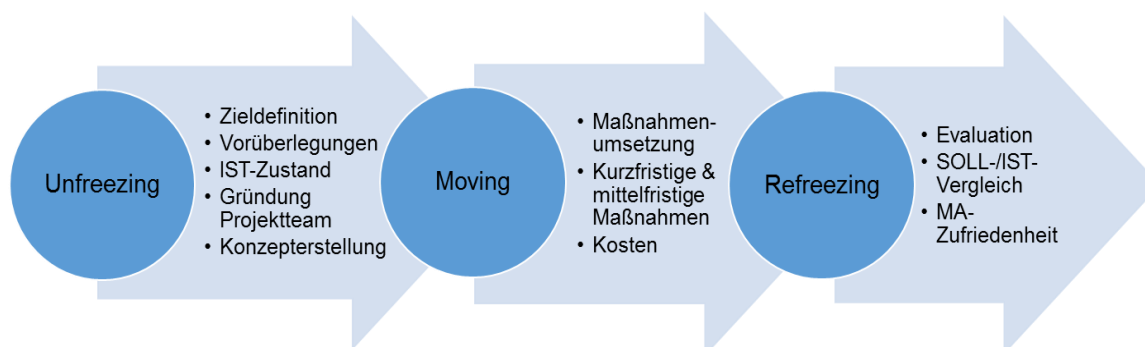 Unfreezing
• Zieldefinition
• Vorüberlegungen
• IST-Zustand
• Gründung
Projektteam
• Konzepterstellung
Moving
• Maßnahmen-
umsetzung
• Kurzfristige &
mittelfristige
Maßnahmen
• Kosten
Refreezing
• Evaluation
• SOLL-/IST-
Vergleich
• MA-
Zufriedenheit